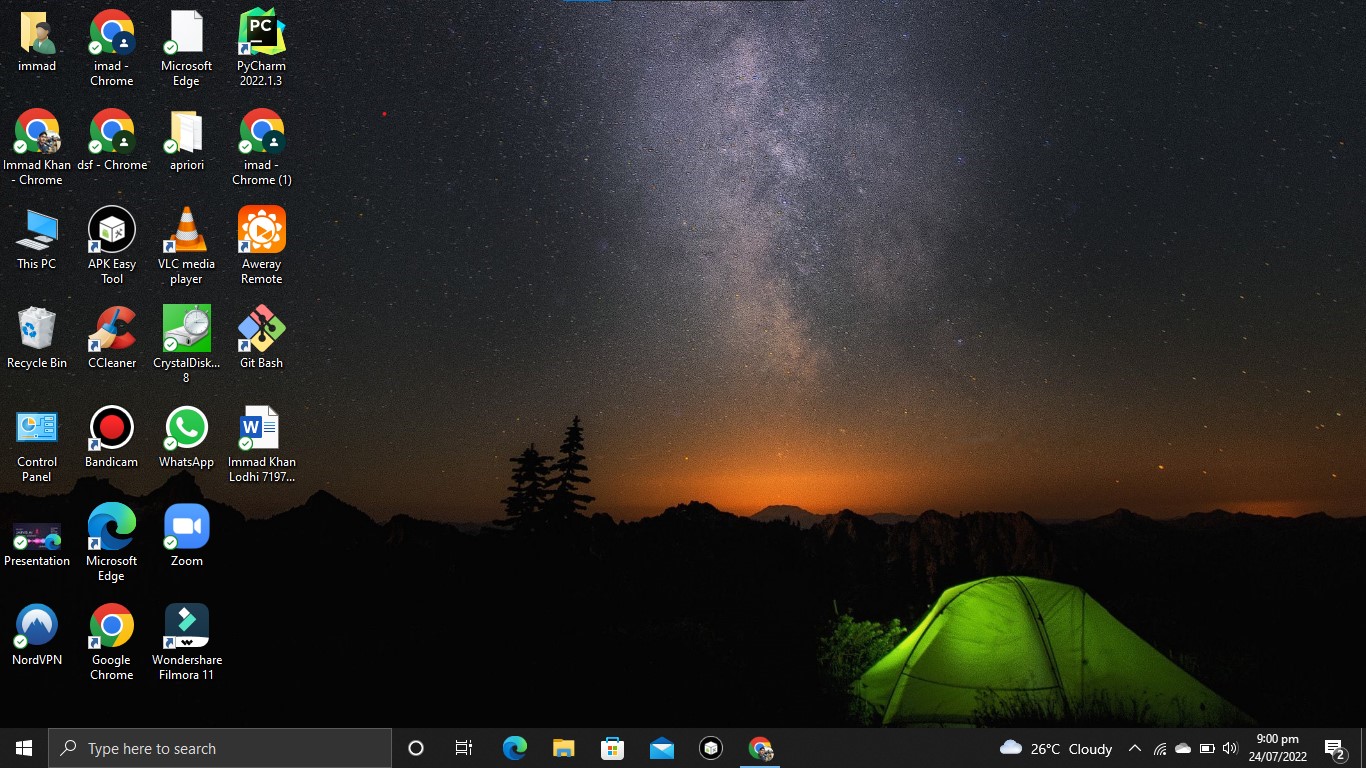 immad
imad -
Chrome
Microsoft
Edge
PC
PyCharm
2022.1.3
Immad Khan
- Chrome
dsf - Chrome
apriori
imad -
Chrome (1)
This PC
APK Easy
Tool
VLC media
player
Aweray
Remote
Recycle Bin
CCleaner
CrystalDisk...
8
Git Bash
Control
Panel
Bandicam
WhatsApp
W
Immad Khan
Lodhi 7197...
Presentation
Microsoft
Edge
Zoom
NordVPN
Google
Chrome
Wondershare
Filmora 11
Type here to search
26°C Cloudy
9:00 pm
24/07/2022
2